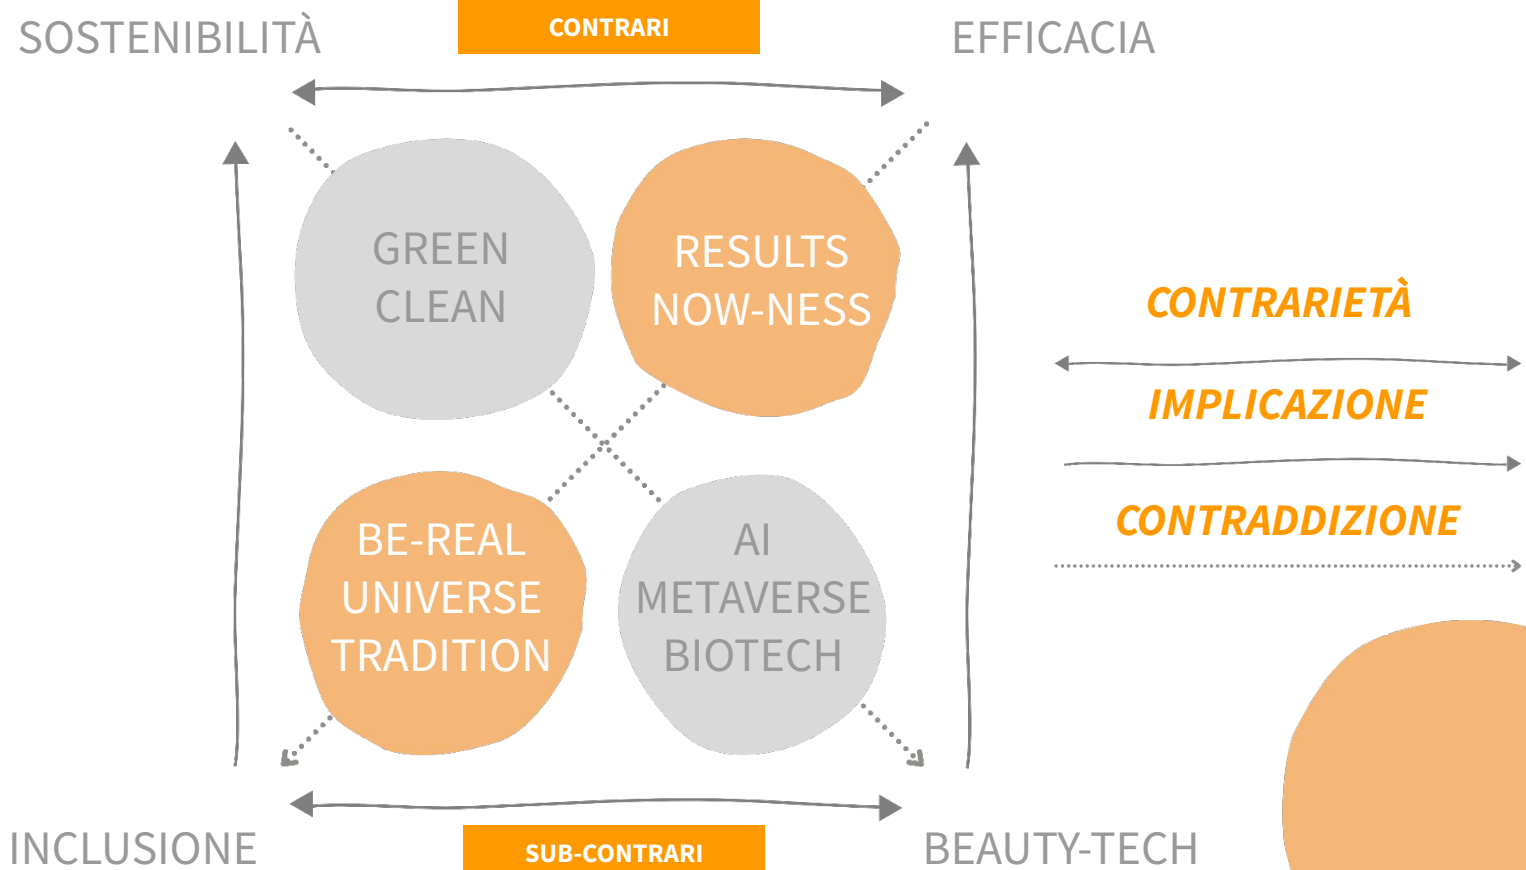 SOSTENIBILITÀ
CONTRARI
EFFICACIA
GREEN
CLEAN
RESULTS
NOW-NESS
BE-REAL
UNIVERSE
TRADITION
AI
METAVERSE
BIOTECH
CONTRARIETÀ
IMPLICAZIONE
CONTRADDIZIONE
INCLUSIONE
SUB-CONTRARI
BEAUTY-TECH